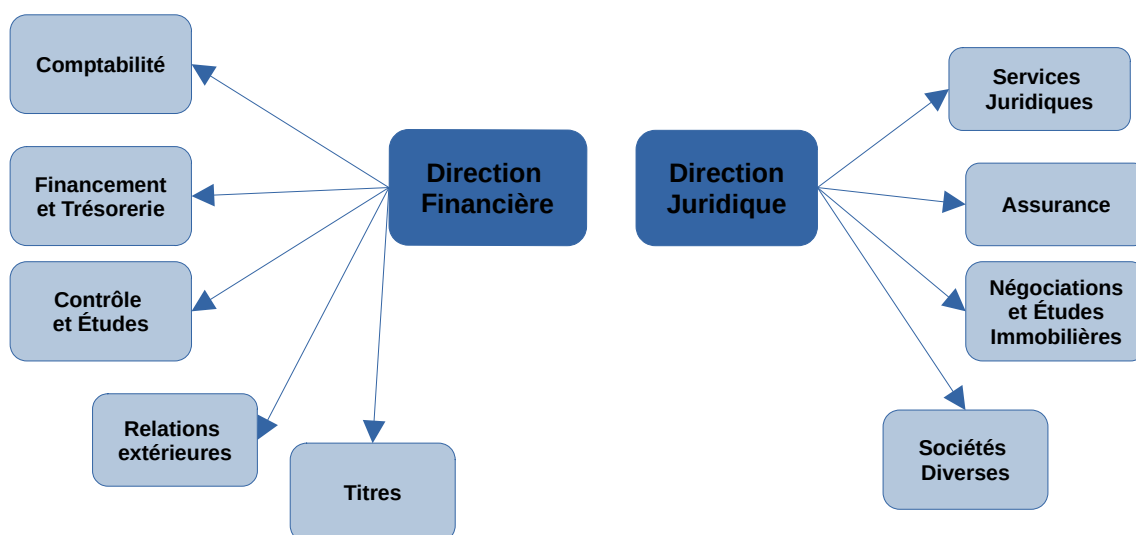 Comptabilité
Financement
et Trésorerie
Contrôle
et Études
Relations
extérieures
Titres
Direction
Financière
Direction
Juridique
Services
Juridiques
Assurance
Négociations
et Études
Immobilières
Sociétés
Diverses